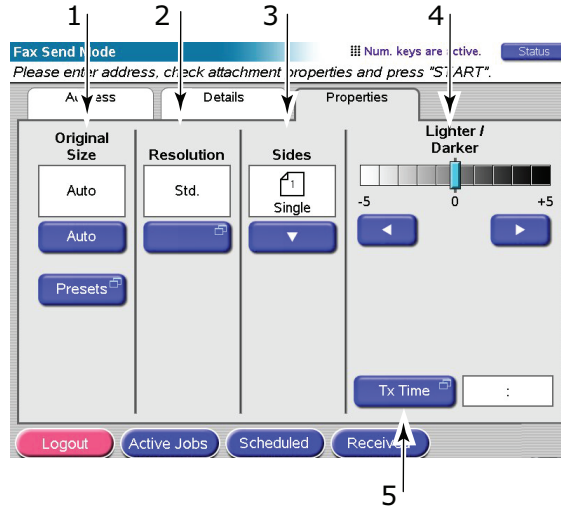 1 2 3 4
Fax Send Mode Num. keys are active. Status
Please enter address, check attachment properties and press "START".
Address Details Properties
Original Size Resolution Sides Lighter / Darker
Auto Std. 1 Single
-5 0 +5
Auto
Presets
Tx Time :
Logout Active Jobs Scheduled Received
5